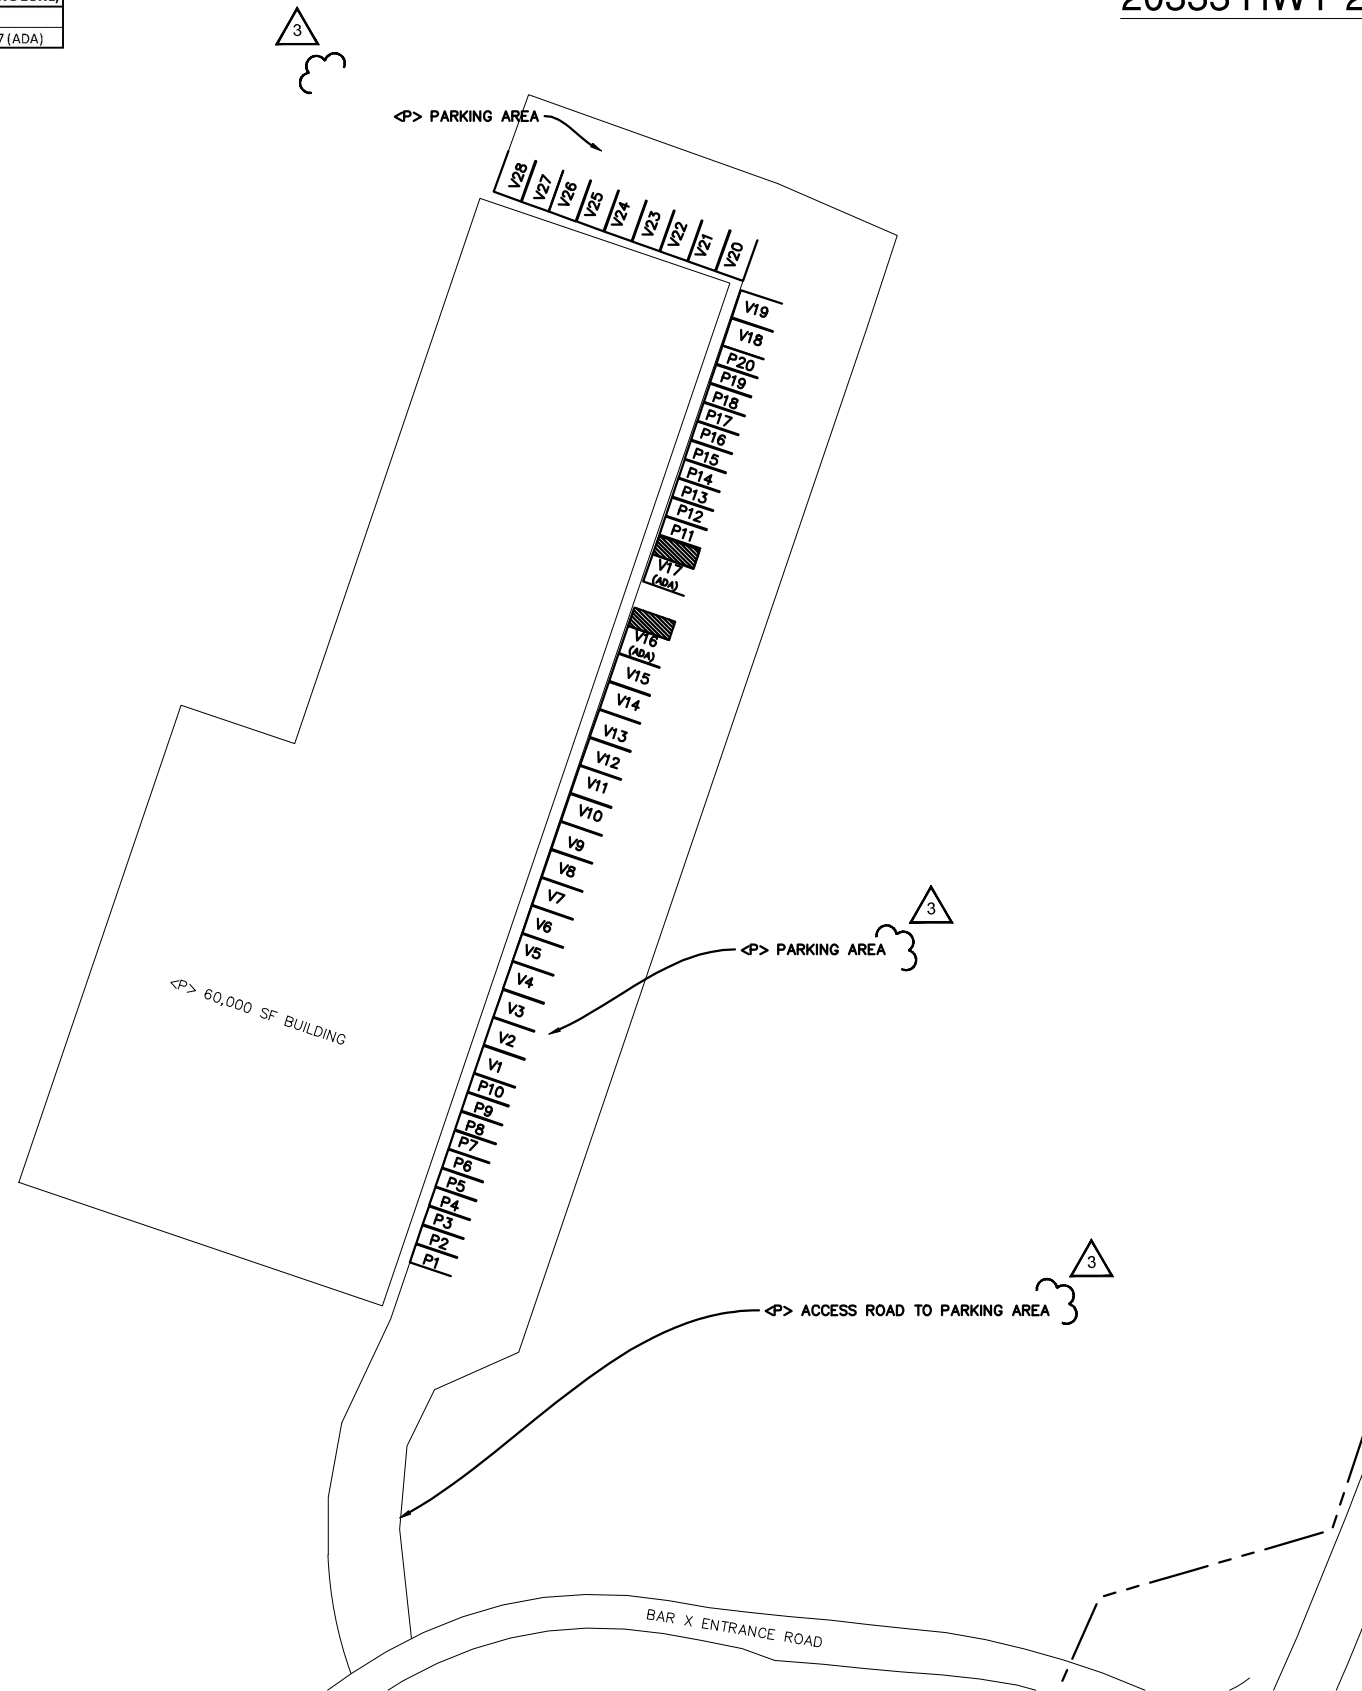 7 (ADA)
3
<P> PARKING AREA
V28
V27
V26
V25
V24
V23
V22
V21
V20
V19
V18
P20
P19
P18
P17
P16
P15
P14
P13
P12
P11
V17
(ADA)
V16
(ADA)
V15
V14
V13
V12
V11
V10
V9
V8
V7
V6
V5
V4
V3
V2
V1
P10
P9
P8
P7
P6
P5
P4
P3
P2
P1
3
<P> PARKING AREA
<P> 60,000 SF BUILDING
3
<P> ACCESS ROAD TO PARKING AREA
BAR X ENTRANCE ROAD